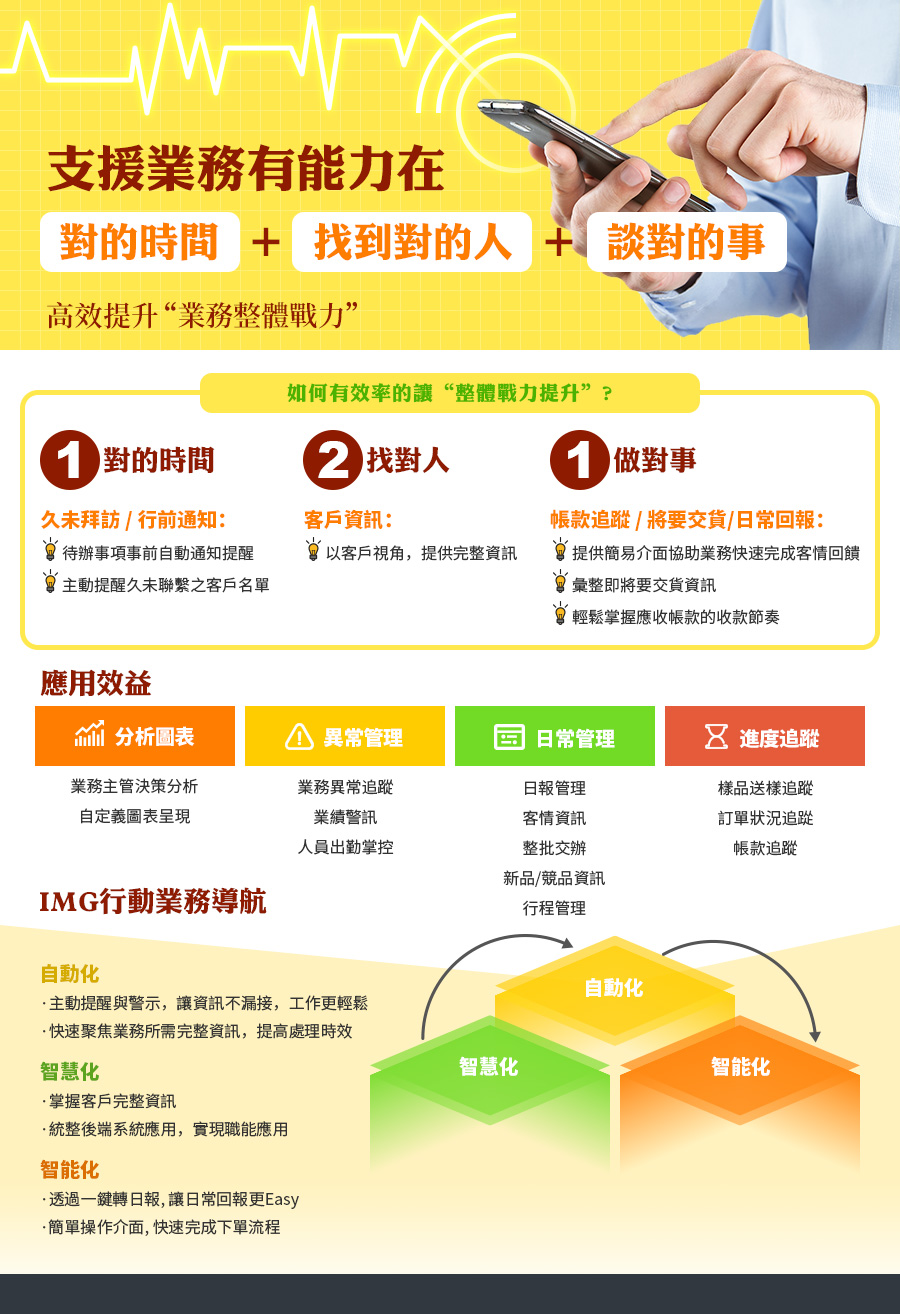 支援業務有能力在
對的時間 + 找到對的人 + 談對的事
高效提升“業務整體戰力”
如何有效率的讓“整體戰力提升”?
1 對的時間
久未拜訪 / 行前通知：
待辦事項事前自動通知提醒
主動提醒久未聯繫之客戶名單
2 找對人
客戶資訊：
以客戶視角，提供完整資訊
1 做對事
帳款追蹤 / 將要交貨/日常回報：
提供簡易介面協助業務快速完成客情回饋
彙整即將要交貨資訊
輕鬆掌握應收帳款的收款節奏
應用效益
分析圖表
業務主管決策分析
自定義圖表呈現
異常管理
業務異常追蹤
業績警訊
人員出勤掌控
日常管理
日報管理
客情資訊
整批交辦
新品/競品資訊
行程管理
進度追蹤
樣品送樣追蹤
訂單狀況追蹤
帳款追蹤
IMG行動業務導航
自動化
·主動提醒與警示，讓資訊不漏接，工作更輕鬆
·快速聚焦業務所需完整資訊，提高處理時效
智慧化
·掌握客戶完整資訊
·統整後端系統應用，實現職能應用
智能化
·透過一鍵轉日報，讓日常回報更Easy
·簡單操作介面，快速完成下單流程
自動化
智慧化
智能化